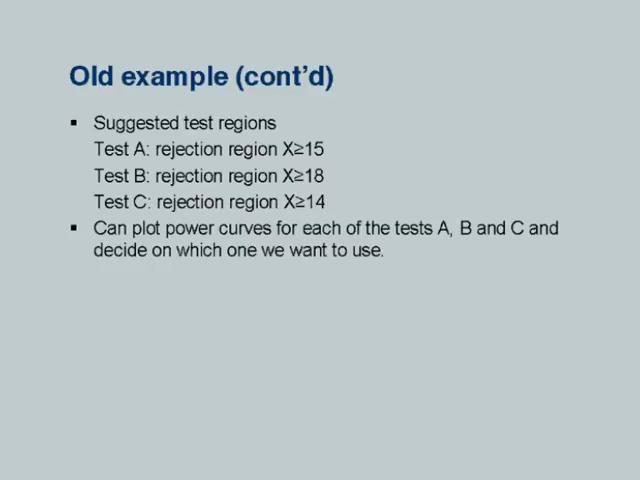 Old example (cont’d)
▪ Suggested test regions
Test A: rejection region X≥15
Test B: rejection region X≥18
Test C: rejection region X≥14
▪ Can plot power curves for each of the tests A, B and C and
decide on which one we want to use.